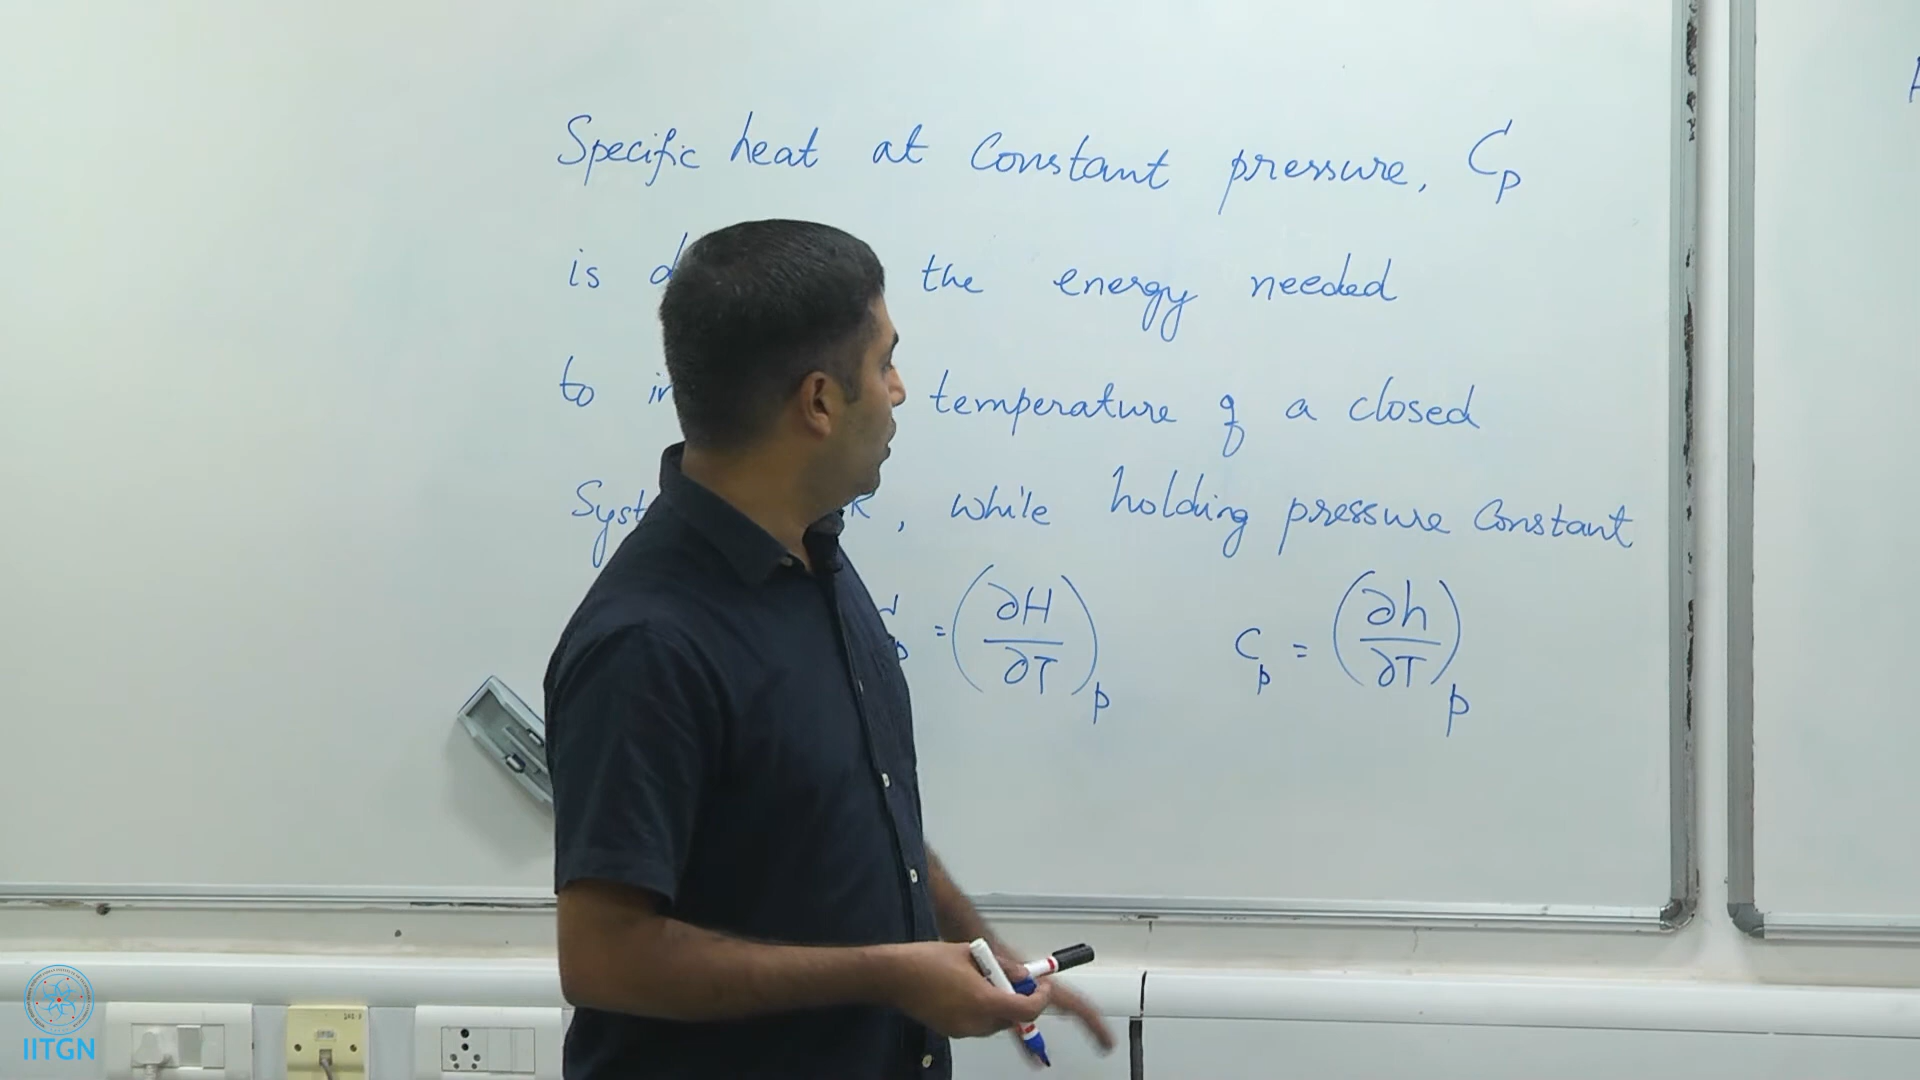 Specific heat at constant pressure, Cp
is the energy needed
to temperature of a closed
, while holding pressure constant
= (∂H/∂T)p Cp = (∂h/∂T)p
IITGN